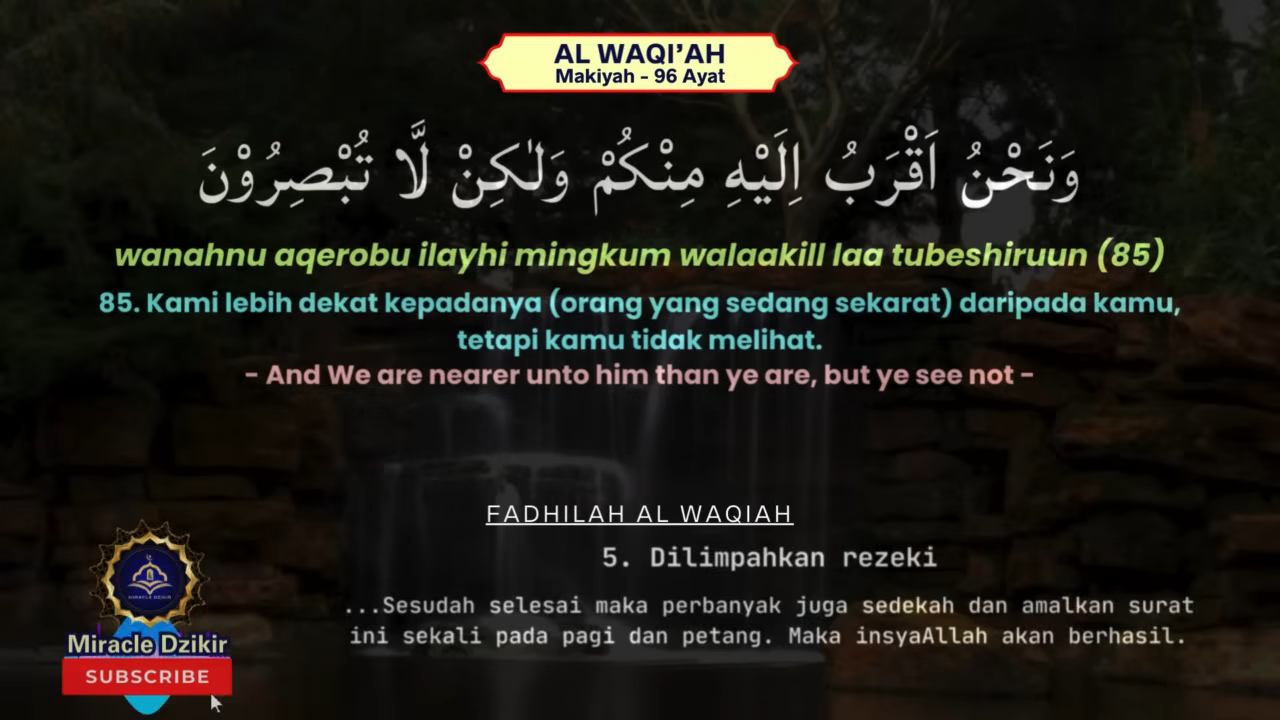 AL WAQI’AH
Makiyah - 96 Ayat
وَنَحْنُ اَقْرَبُ اِلَيْهِ مِنْكُمْ وَلٰكِنْ لَّا تُبْصِرُوْنَ
wanahnu aqerobu ilayhi mingkum walaakill laa tubeshiruun (85)
85. Kami lebih dekat kepadanya (orang yang sedang sekarat) daripada kamu,
tetapi kamu tidak melihat.
- And We are nearer unto him than ye are, but ye see not -
FADHILAH AL WAQIAH
5. Dilimpahkan rezeki
...Sesudah selesai maka perbanyak juga sedekah dan amalkan surat
ini sekali pada pagi dan petang. Maka insyaAllah akan berhasil.
MIRACLE DZIKIR
Miracle Dzikir
SUBSCRIBE